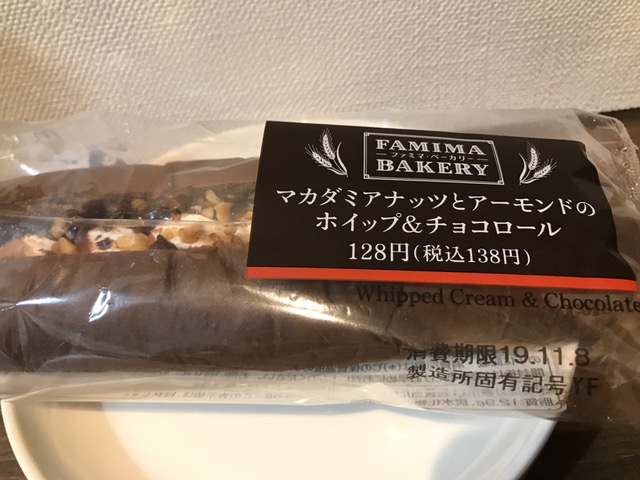 FAMIMA
ファミマ・ベーカリー
BAKERY
マカダミアナッツとアーモンドの
ホイップ&チョコロール
128円(税込138円)
Whipped Cream & Chocolate
消費期限19.11.8
製造所固有記号YF